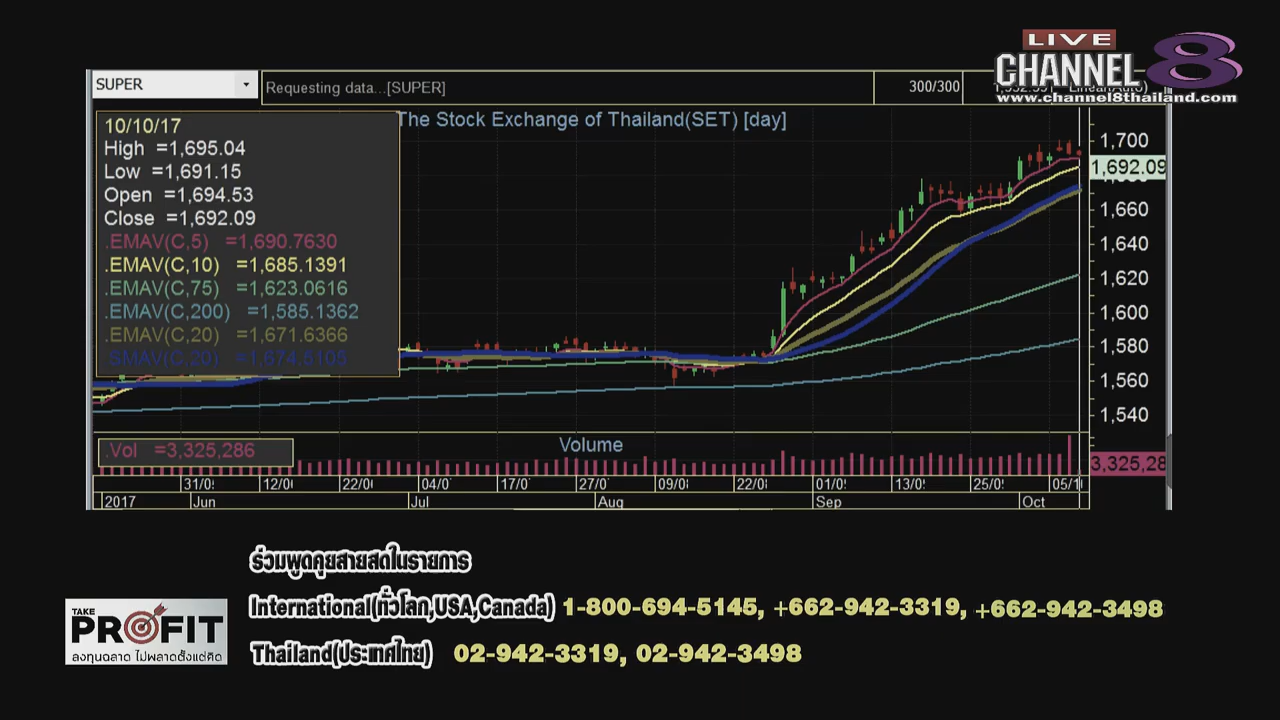 LIVE
CHANNEL 8
www.channel8thailand.com
SUPER
Requesting data...[SUPER]
300/300
The Stock Exchange of Thailand(SET) [day]
10/10/17
High =1,695.04
Low =1,691.15
Open =1,694.53
Close =1,692.09
.EMAV(C,5) =1,690.7630
.EMAV(C,10) =1,685.1391
.EMAV(C,75) =1,623.0616
.EMAV(C,200) =1,585.1362
.EMAV(C,20) =1,671.6366
.SMAV(C,20) =1,674.5105
1,700
1,692.09
1,660
1,640
1,620
1,600
1,580
1,560
1,540
Volume
.Vol =3,325,286
3,325,28
31/0 12/0 22/0 04/0 17/0 27/0 09/0 22/0 01/0 13/0 25/0 05/1
2017 Jun Jul Aug Sep Oct
ร่วมพูดคุยสายสดในรายการ
International(ทั่วโลก,USA,Canada) 1-800-694-5145, +662-942-3319, +662-942-3498
Thailand(ประเทศไทย) 02-942-3319, 02-942-3498
TAKE
PROFIT
ลงทุนฉลาด ไม่พลาดตั้งแต่คิด